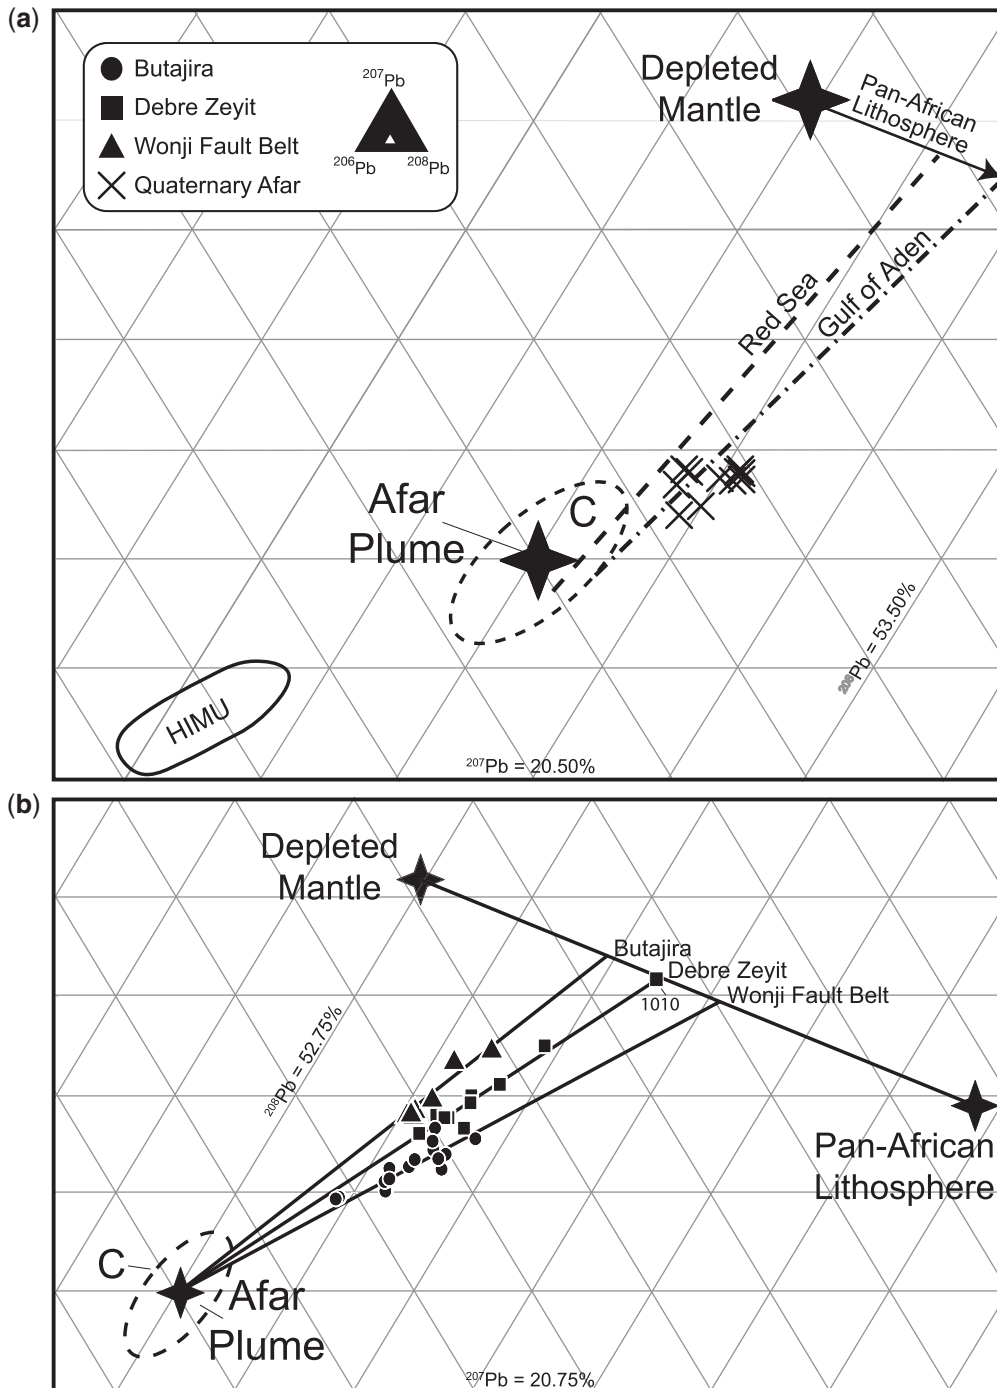 (a)
Butajira
Debre Zeyit
Wonji Fault Belt
Quaternary Afar
207Pb
206Pb
208Pb
Depleted
Mantle
Pan-African
Lithosphere
Red Sea
Gulf of Aden
C
Afar
Plume
HIMU
208Pb = 53.50%
207Pb = 20.50%
(b)
Depleted
Mantle
Butajira
Debre Zeyit
1010
Wonji Fault Belt
208Pb = 52.75%
Pan-African
Lithosphere
C
Afar
Plume
207Pb = 20.75%